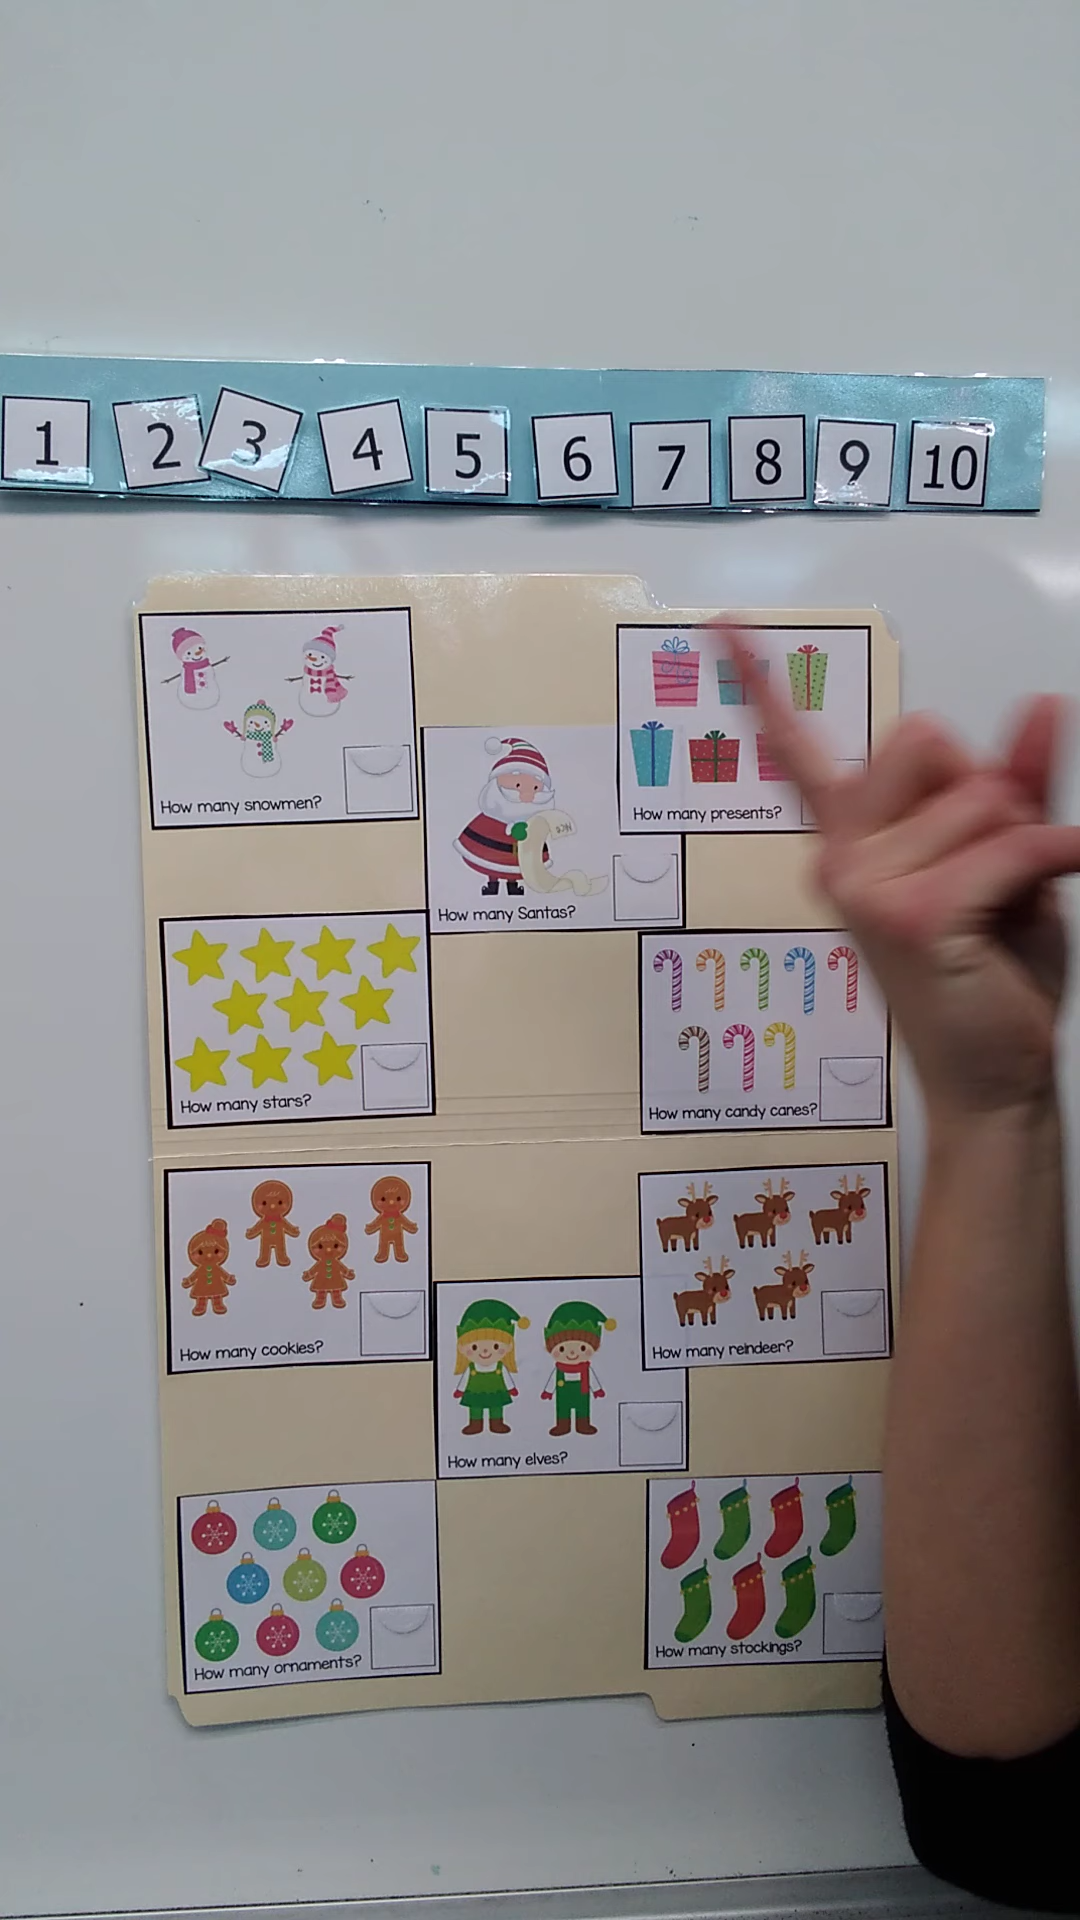 1 2 3 4 5 6 7 8 9 10
How many snowmen?
How many presents?
NICE
How many Santas?
How many stars?
How many candy canes?
How many cookies?
How many reindeer?
How many elves?
How many ornaments?
How many stockings?